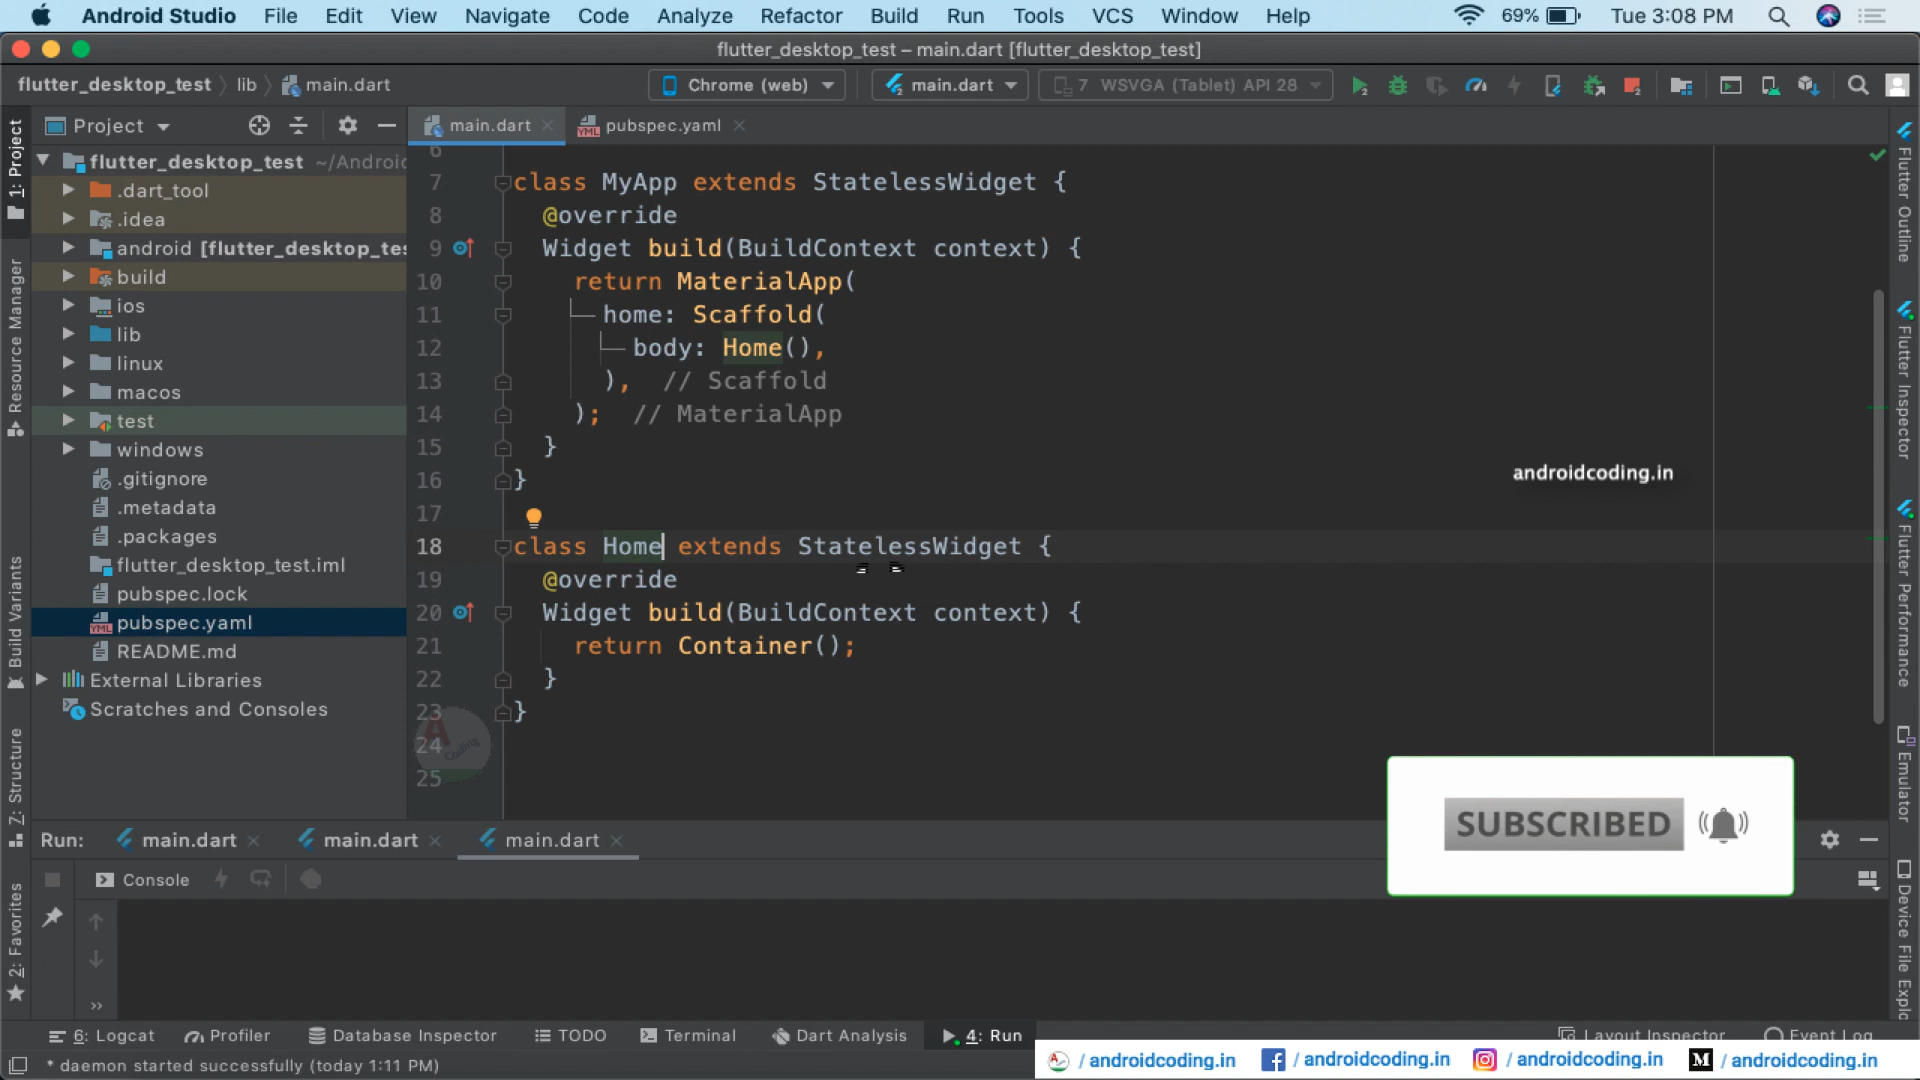 Android Studio File Edit View Navigate Code Analyze Refactor Build Run Tools VCS Window Help 69% Tue 3:08 PM
flutter_desktop_test – main.dart [flutter_desktop_test]
flutter_desktop_test lib main.dart Chrome (web) main.dart 7 WSVGA (Tablet) API 28
Project main.dart pubspec.yaml
flutter_desktop_test ~/Android
.dart_tool
.idea
android [flutter_desktop_tes
build
ios
lib
linux
macos
test
windows
.gitignore
.metadata
.packages
flutter_desktop_test.iml
pubspec.lock
pubspec.yaml
README.md
External Libraries
Scratches and Consoles
1: Project
Resource Manager
Build Variants
7: Structure
2: Favorites
6
7 class MyApp extends StatelessWidget {
8 @override
9 Widget build(BuildContext context) {
10 return MaterialApp(
11 home: Scaffold(
12 body: Home(),
13 ), // Scaffold
14 ); // MaterialApp
15 }
16 }
17
18 class Home extends StatelessWidget {
19 @override
20 Widget build(BuildContext context) {
21 return Container();
22 }
23 }
24
25
androidcoding.in
A Coding
SUBSCRIBED
Flutter Outline
Flutter Inspector
Flutter Performance
Emulator
Device File Explo
Run: main.dart main.dart main.dart
Console
6: Logcat Profiler Database Inspector TODO Terminal Dart Analysis 4: Run Layout Inspector Event Log
* daemon started successfully (today 1:11 PM)
/ androidcoding.in / androidcoding.in / androidcoding.in / androidcoding.in